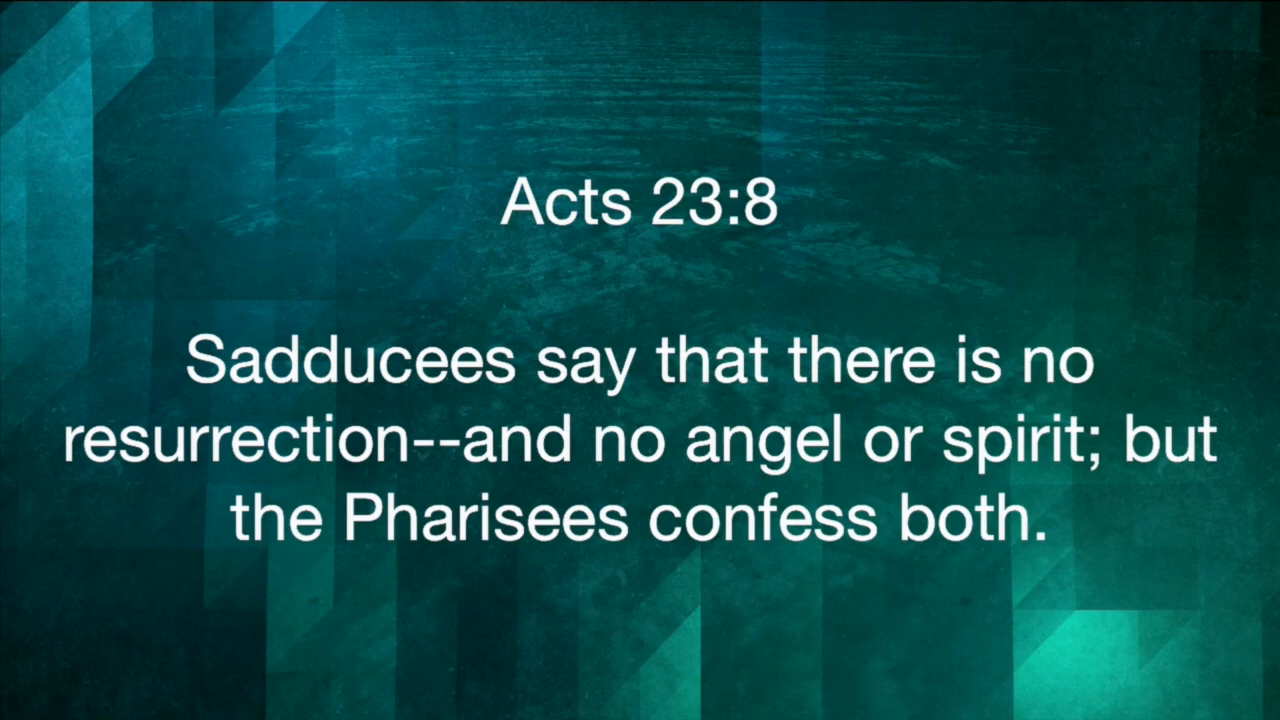 Acts 23:8
Sadducees say that there is no
resurrection--and no angel or spirit; but
the Pharisees confess both.